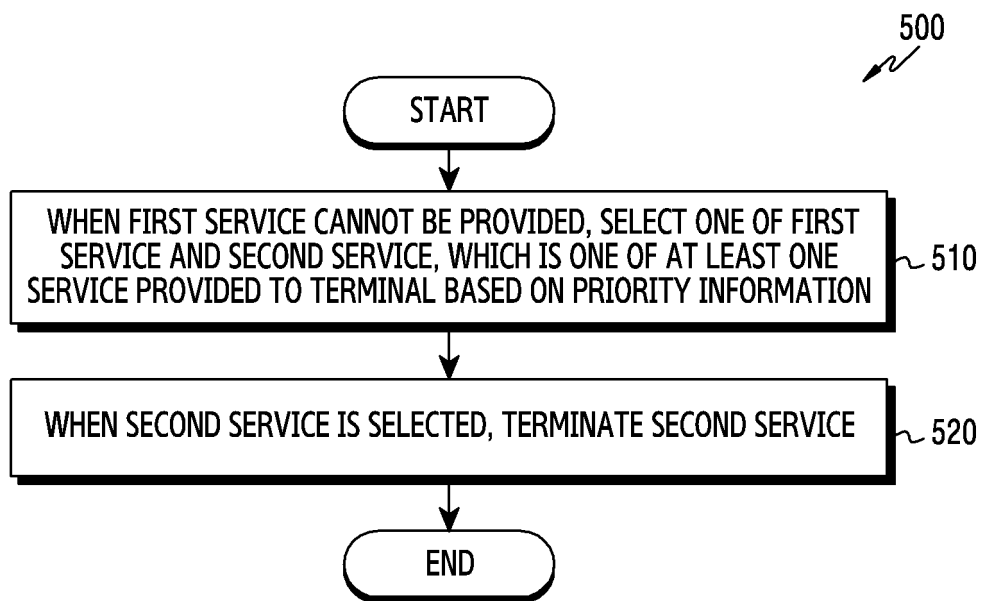 500
START
WHEN FIRST SERVICE CANNOT BE PROVIDED, SELECT ONE OF FIRST
SERVICE AND SECOND SERVICE, WHICH IS ONE OF AT LEAST ONE
SERVICE PROVIDED TO TERMINAL BASED ON PRIORITY INFORMATION
510
WHEN SECOND SERVICE IS SELECTED, TERMINATE SECOND SERVICE
520
END